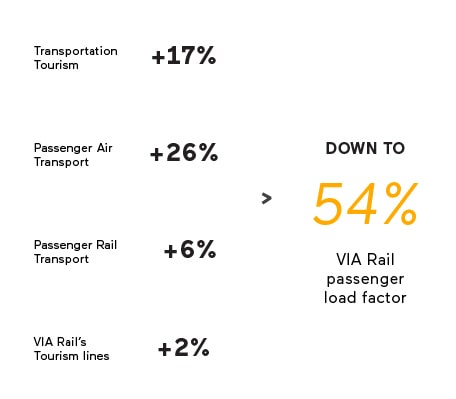 Transportation
Tourism
+17%
Passenger Air
Transport
+26%
Passenger Rail
Transport
+6%
VIA Rail's
Tourism lines
+2%
>
DOWN TO
54%
VIA Rail
passenger
load factor